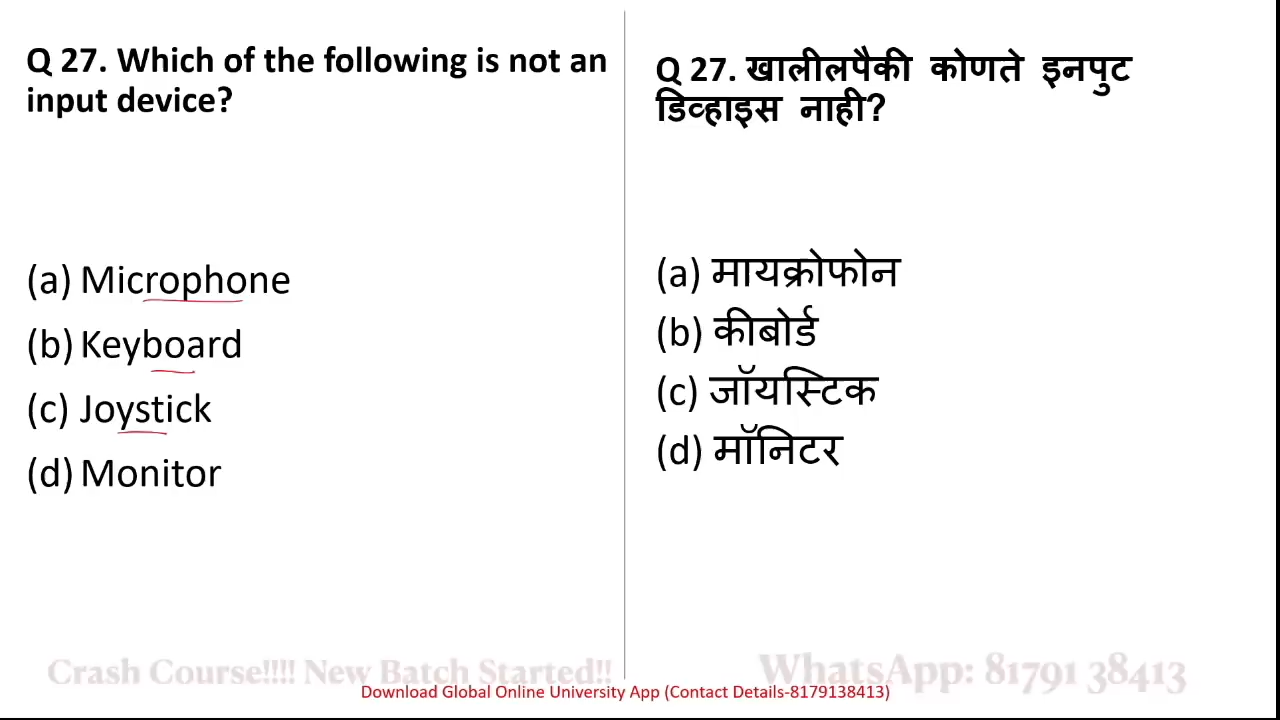 Q 27. Which of the following is not an
input device?
(a) Microphone
(b) Keyboard
(c) Joystick
(d) Monitor
Q 27. खालीलपैकी कोणते इनपुट
डिव्हाइस नाही?
(a) मायक्रोफोन
(b) कीबोर्ड
(c) जॉयस्टिक
(d) मॉनिटर
Crash Course!!!! New Batch Started!!
WhatsApp: 81791 38413
Download Global Online University App (Contact Details-8179138413)